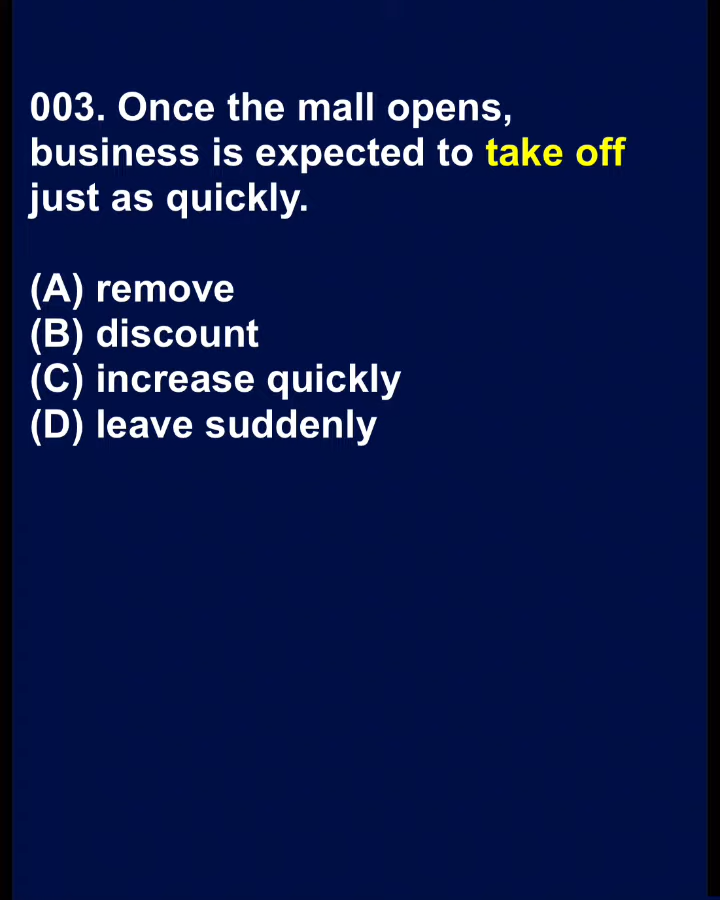 003. Once the mall opens,
business is expected to take off
just as quickly.
(A) remove
(B) discount
(C) increase quickly
(D) leave suddenly